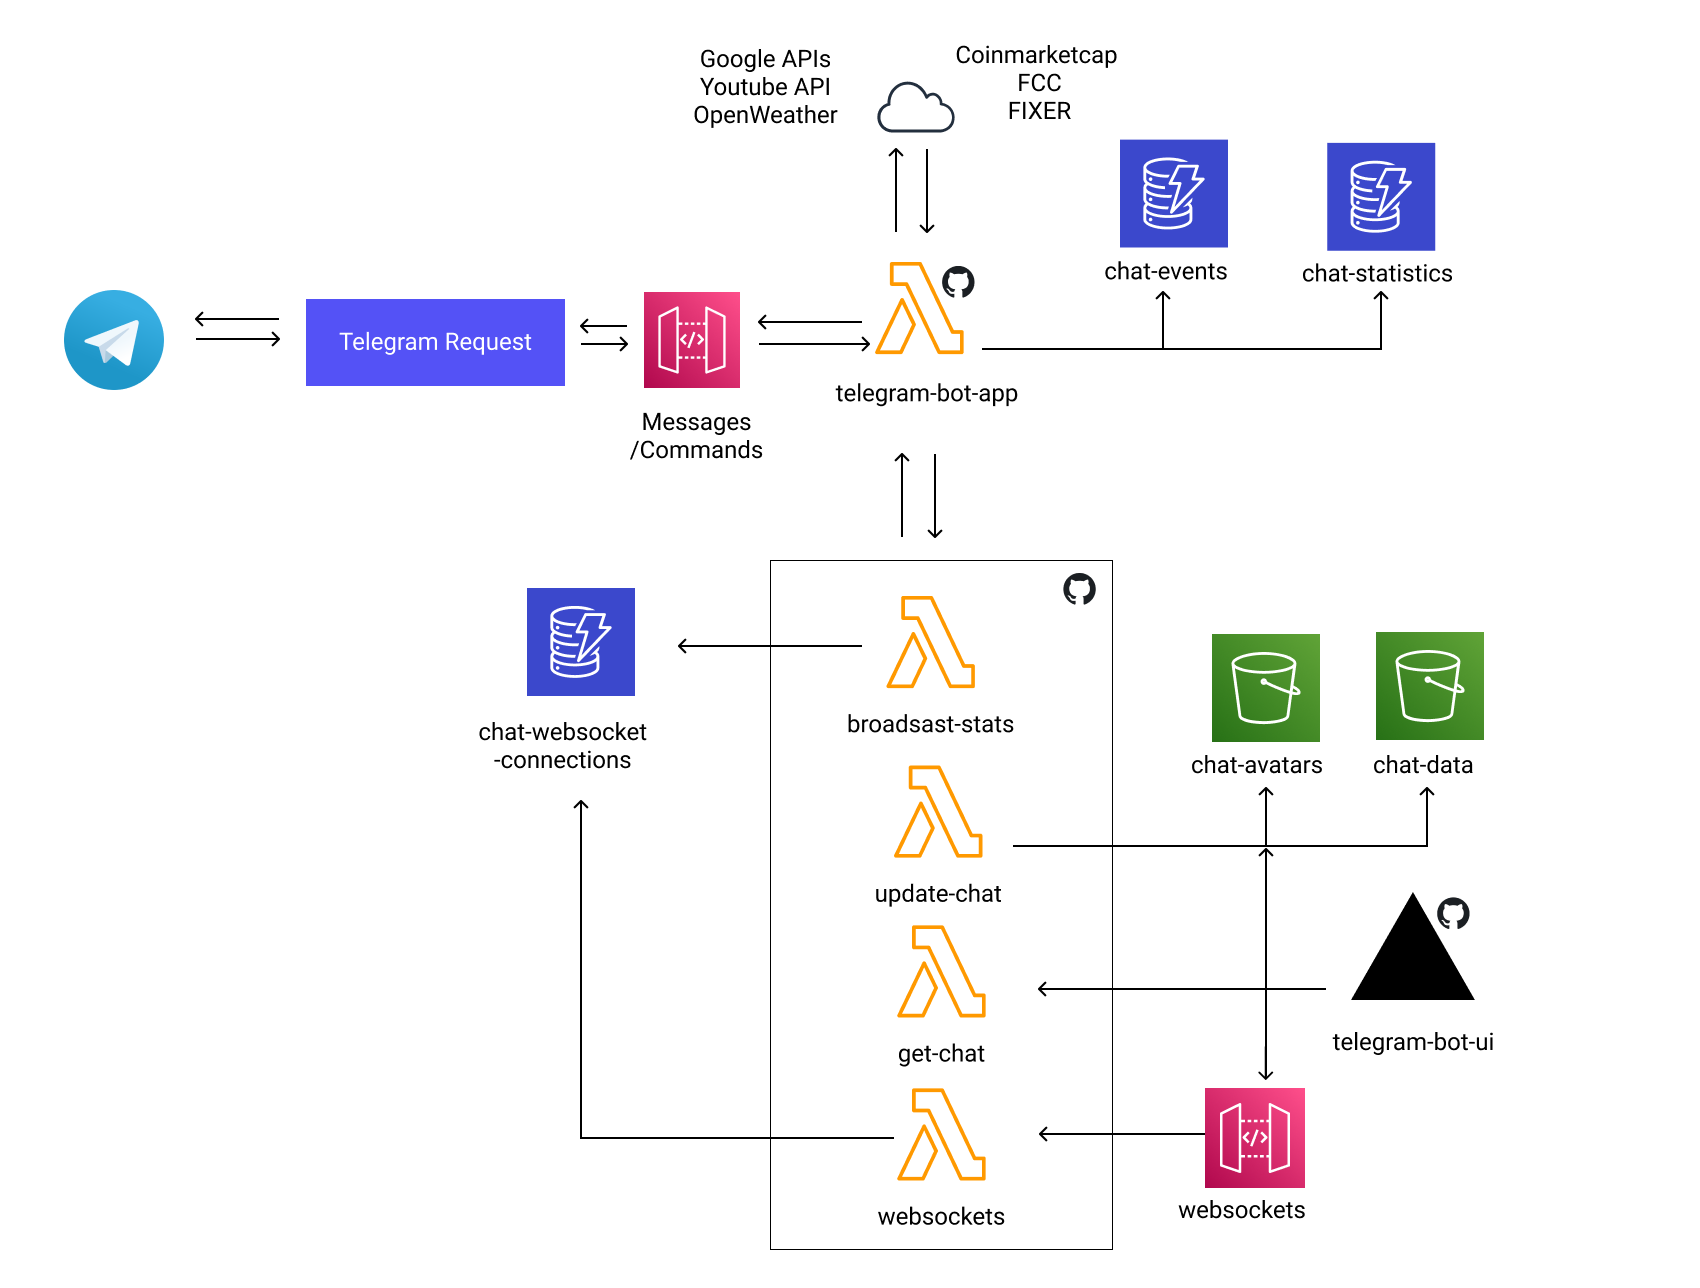 Google APIs
Youtube API
OpenWeather
Coinmarketcap
FCC
FIXER
chat-events
chat-statistics
Telegram Request
Messages
/Commands
telegram-bot-app
chat-websocket
-connections
broadsast-stats
chat-avatars
chat-data
update-chat
get-chat
telegram-bot-ui
websockets
websockets